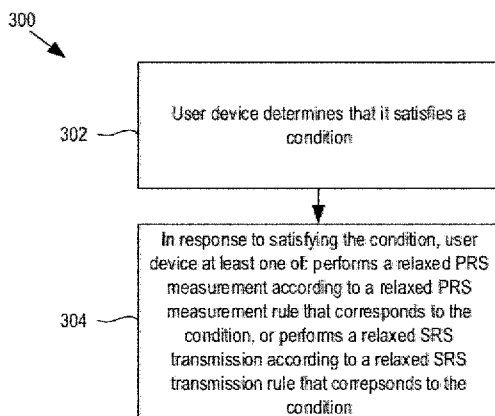 300
302
User device determines that it satisfies a
condition
304
In response to satisfying the condition, user
device at least one of: performs a relaxed PRS
measurement according to a relaxed PRS
measurement rule that corresponds to the
condition, or performs a relaxed SRS
transmission according to a relaxed SRS
transmission rule that correpsonds to the
condition